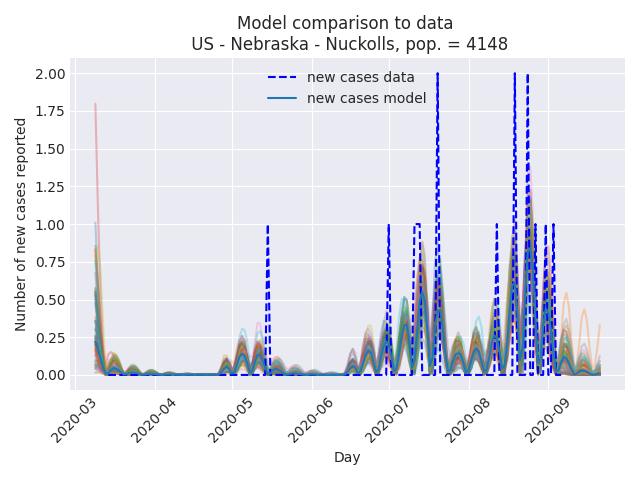 Model comparison to data
US - Nebraska - Nuckolls, pop. = 4148
new cases data
new cases model
Number of new cases reported
2.00
1.75
1.50
1.25
1.00
0.75
0.50
0.25
0.00
2020-03
2020-04
2020-05
2020-06
2020-07
2020-08
2020-09
Day